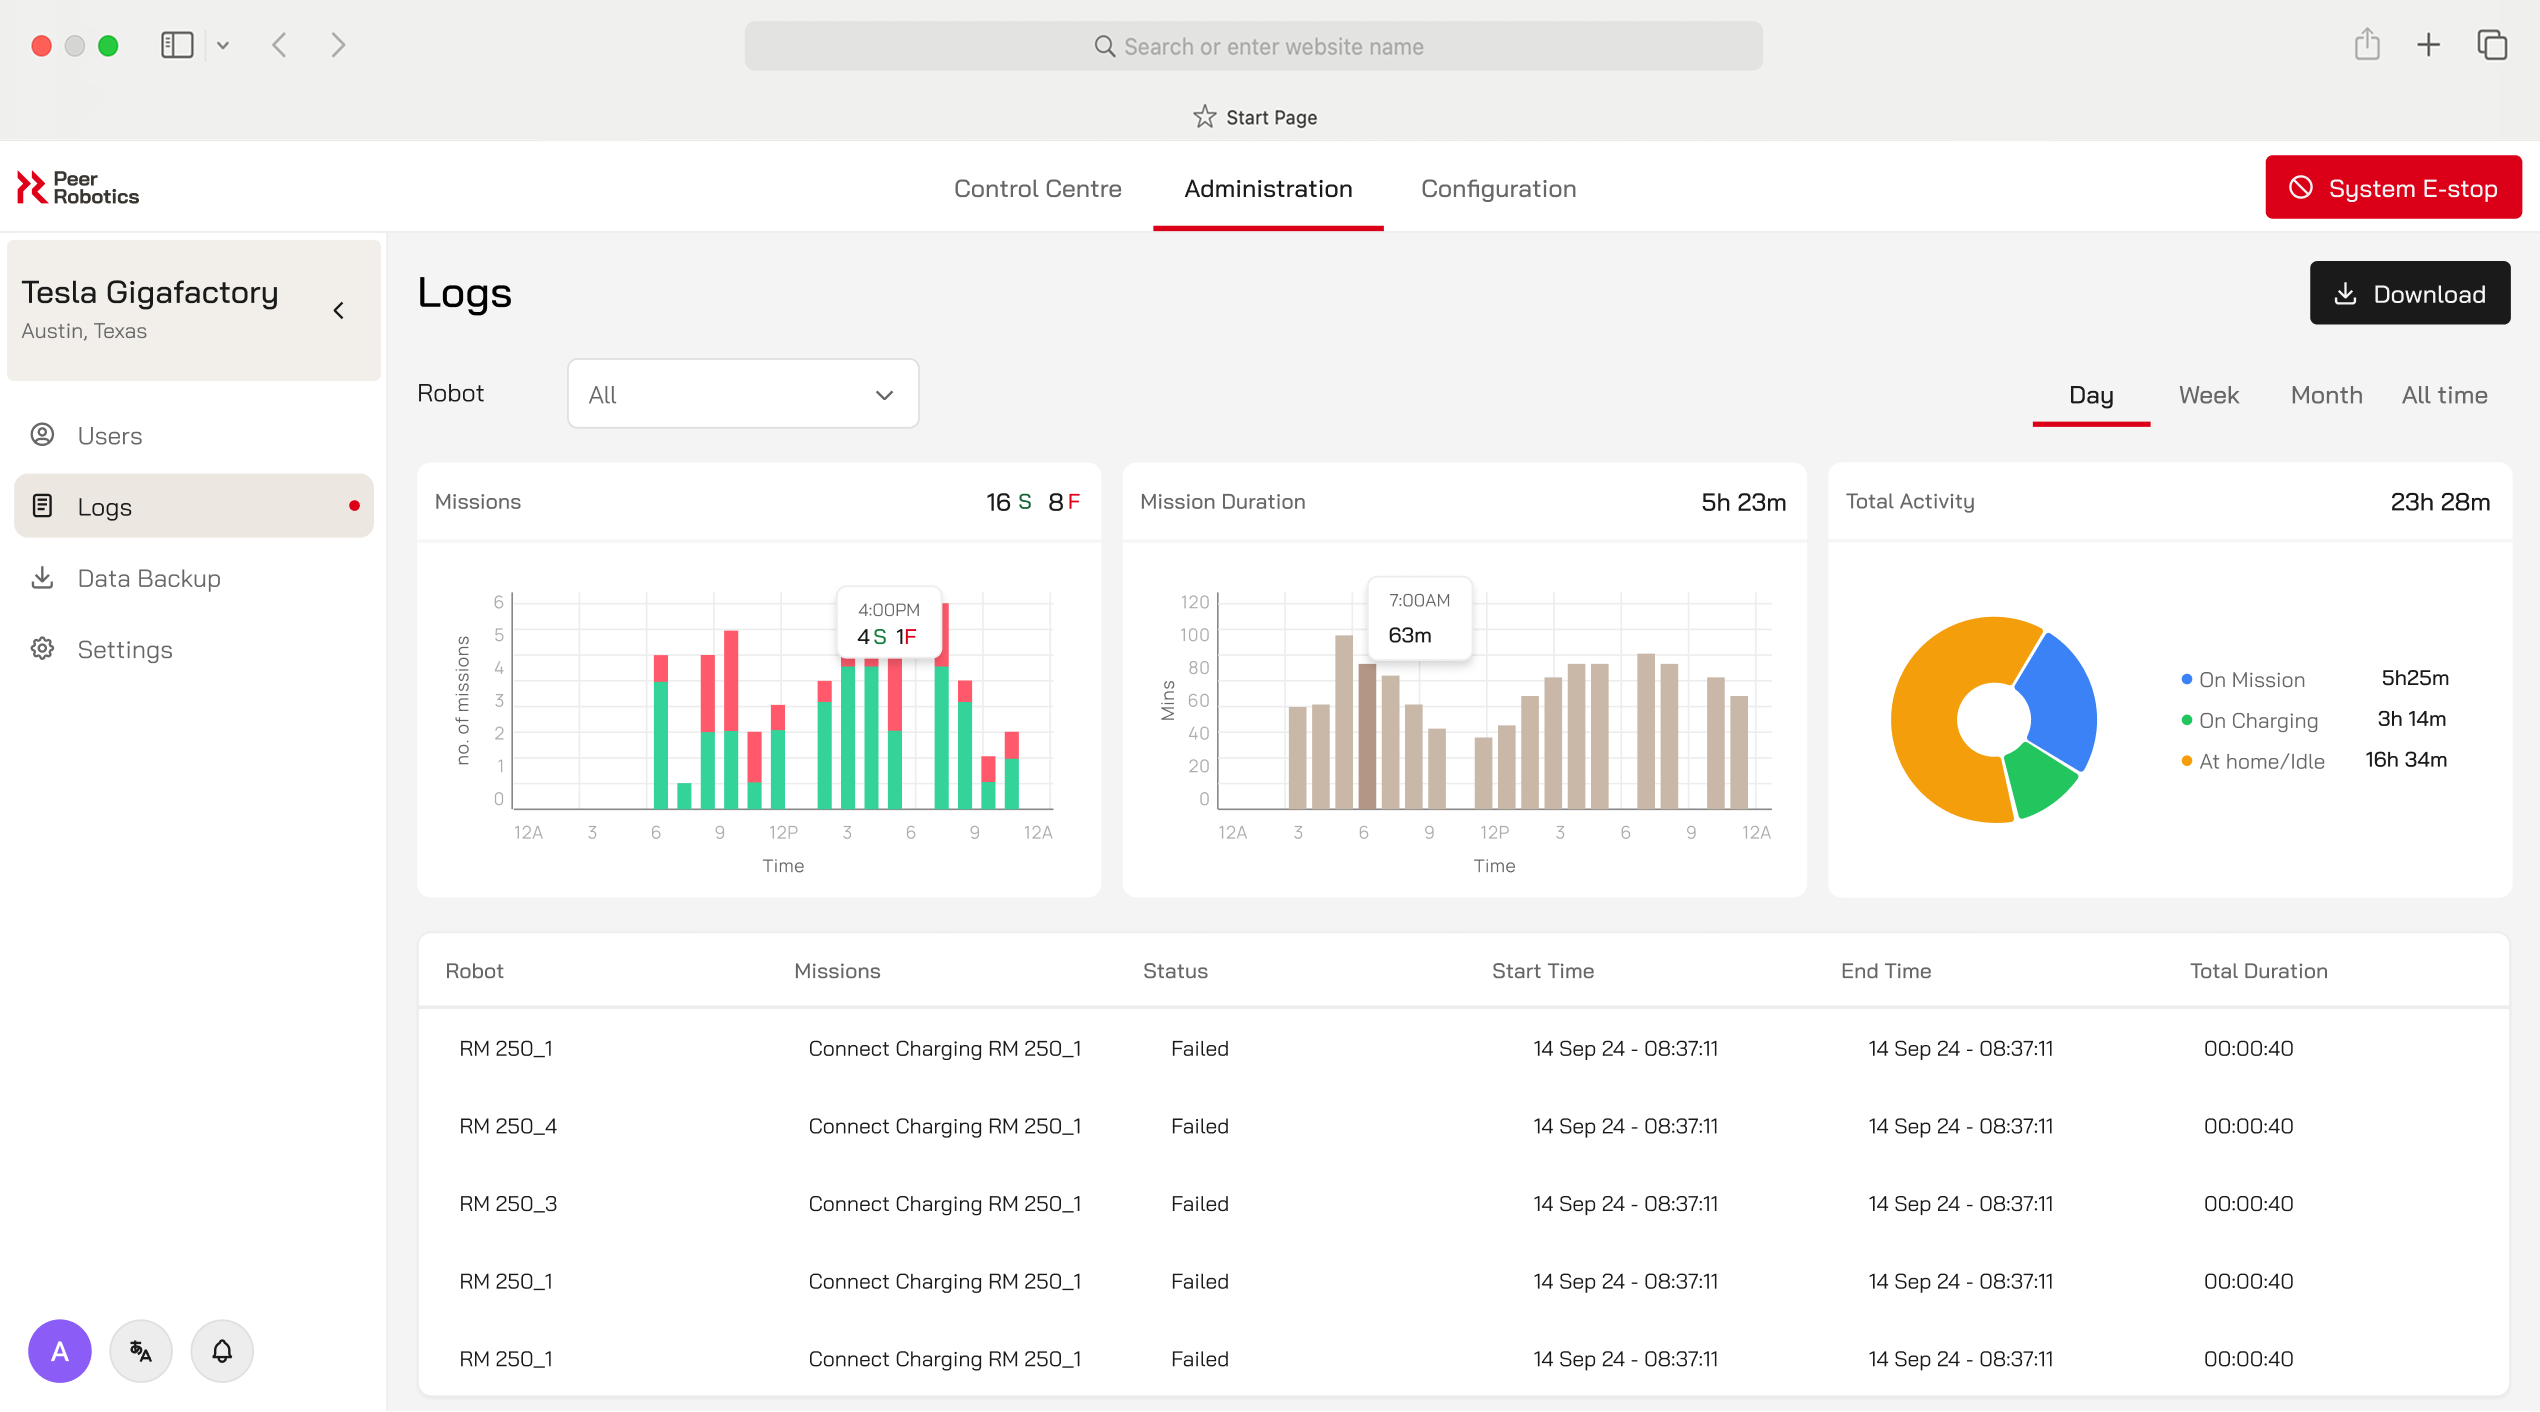 Search or enter website name
Start Page
Peer
Robotics
Control Centre
Administration
Configuration
System E-stop
Tesla Gigafactory
Austin, Texas
Users
Logs
Data Backup
Settings
A
Logs
Download
Robot
All
Day
Week
Month
All time
Missions
16 S 8 F
no. of missions
6
5
4
3
2
1
0
4:00PM
4 S 1F
12A 3 6 9 12P 3 6 9 12A
Time
Mission Duration
5h 23m
Mins
120
100
80
60
40
20
0
7:00AM
63m
12A 3 6 9 12P 3 6 9 12A
Time
Total Activity
23h 28m
On Mission 5h25m
On Charging 3h 14m
At home/Idle 16h 34m
Robot Missions Status Start Time End Time Total Duration
RM 250_1 Connect Charging RM 250_1 Failed 14 Sep 24 - 08:37:11 14 Sep 24 - 08:37:11 00:00:40
RM 250_4 Connect Charging RM 250_1 Failed 14 Sep 24 - 08:37:11 14 Sep 24 - 08:37:11 00:00:40
RM 250_3 Connect Charging RM 250_1 Failed 14 Sep 24 - 08:37:11 14 Sep 24 - 08:37:11 00:00:40
RM 250_1 Connect Charging RM 250_1 Failed 14 Sep 24 - 08:37:11 14 Sep 24 - 08:37:11 00:00:40
RM 250_1 Connect Charging RM 250_1 Failed 14 Sep 24 - 08:37:11 14 Sep 24 - 08:37:11 00:00:40